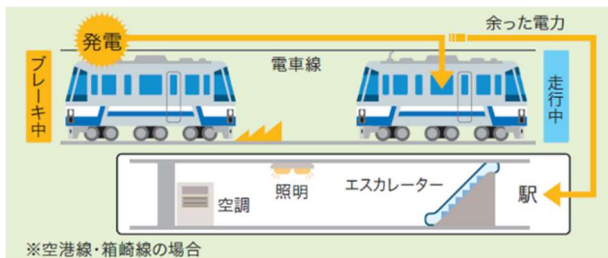 発電
余った電力
ブレーキ中
電車線
走行中
空調
照明
エスカレーター
駅
※空港線・箱崎線の場合